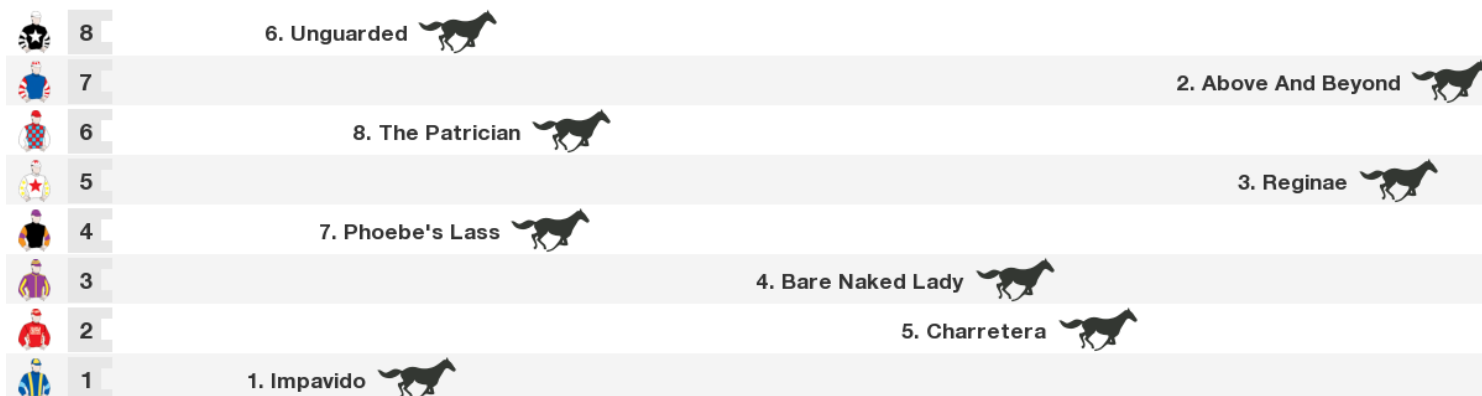 8 6. Unguarded
7 2. Above And Beyond
6 8. The Patrician
5 3. Reginae
4 7. Phoebe's Lass
3 4. Bare Naked Lady
2 5. Charretera
1 1. Impavido